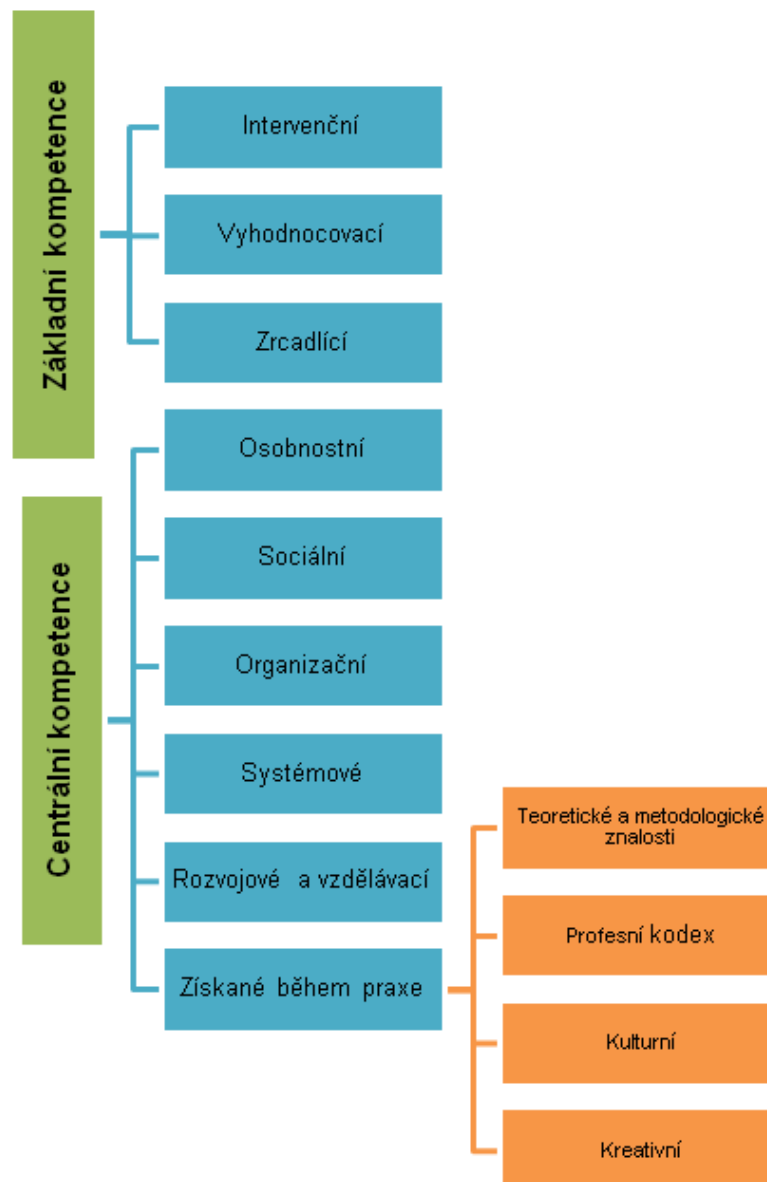 Základní kompetence
Intervenční
Vyhodnocovací
Zrcadlící
Centrální kompetence
Osobnostní
Sociální
Organizační
Systémové
Rozvojové a vzdělávací
Získané během praxe
Teoretické a metodologické
znalosti
Profesní kodex
Kulturní
Kreativní